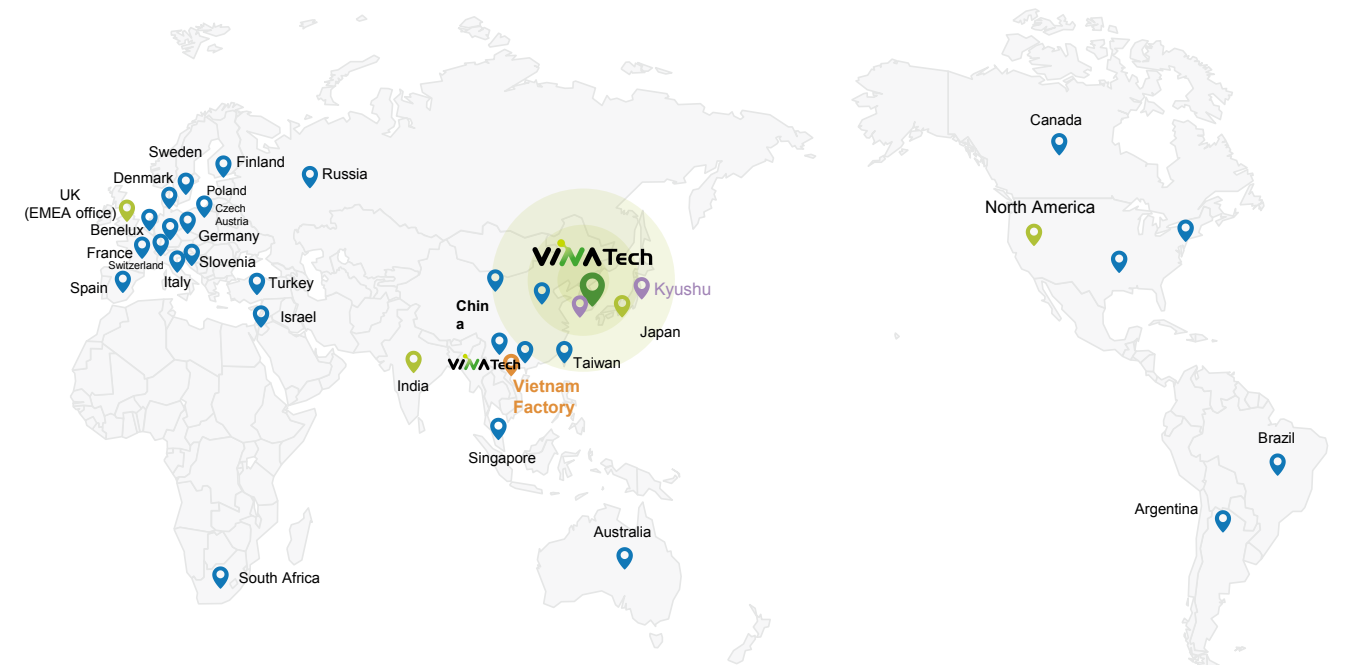 Sweden
Finland
Russia
Denmark
Poland
UK
(EMEA office)
Czech
Austria
Benelux
Germany
France
Switzerland
Slovenia
Spain
Italy
Turkey
Israel
VINATech
Kyushu
Chin
a
Japan
VINATech
Taiwan
India
Vietnam
Factory
Singapore
Australia
South Africa
Canada
North America
Brazil
Argentina